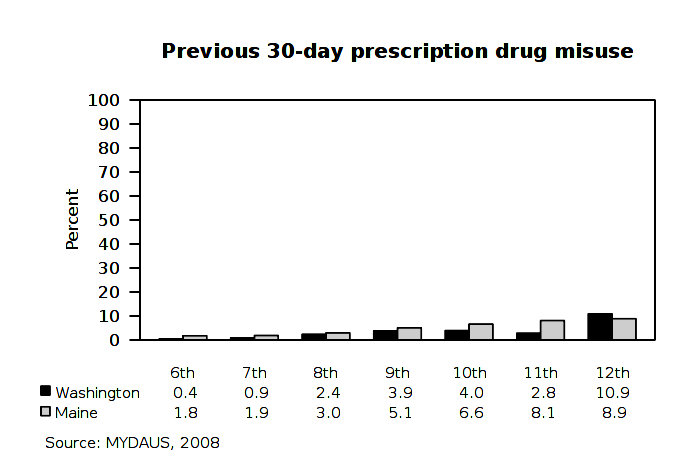 Previous 30-day prescription drug misuse
100
90
80
70
60
50
40
30
20
10
0
Percent
6th 7th 8th 9th 10th 11th 12th
Washington 0.4 0.9 2.4 3.9 4.0 2.8 10.9
Maine 1.8 1.9 3.0 5.1 6.6 8.1 8.9
Source: MYDAUS, 2008